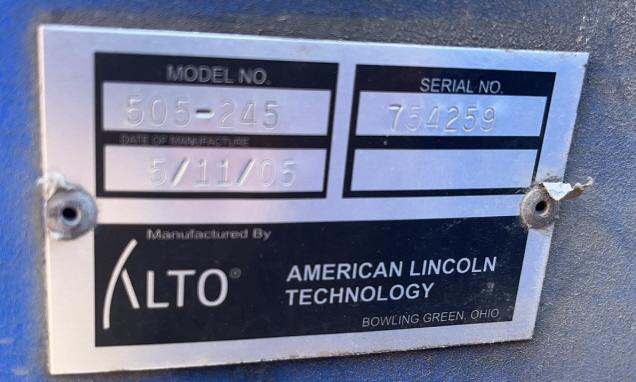 MODEL NO.
505-245
DATE OF MANUFACTURE
5/11/05
SERIAL NO.
754259
Manufactured By
ALTO®
AMERICAN LINCOLN
TECHNOLOGY
BOWLING GREEN, OHIO